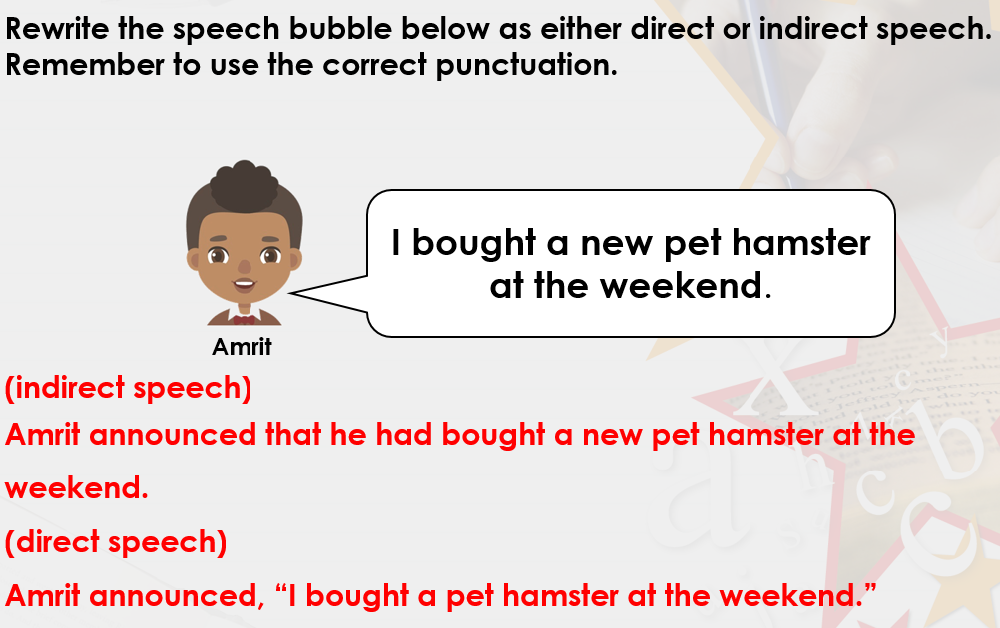 Rewrite the speech bubble below as either direct or indirect speech.
Remember to use the correct punctuation.
I bought a new pet hamster
at the weekend.
Amrit
(indirect speech)
Amrit announced that he had bought a new pet hamster at the
weekend.
(direct speech)
Amrit announced, “I bought a pet hamster at the weekend.”